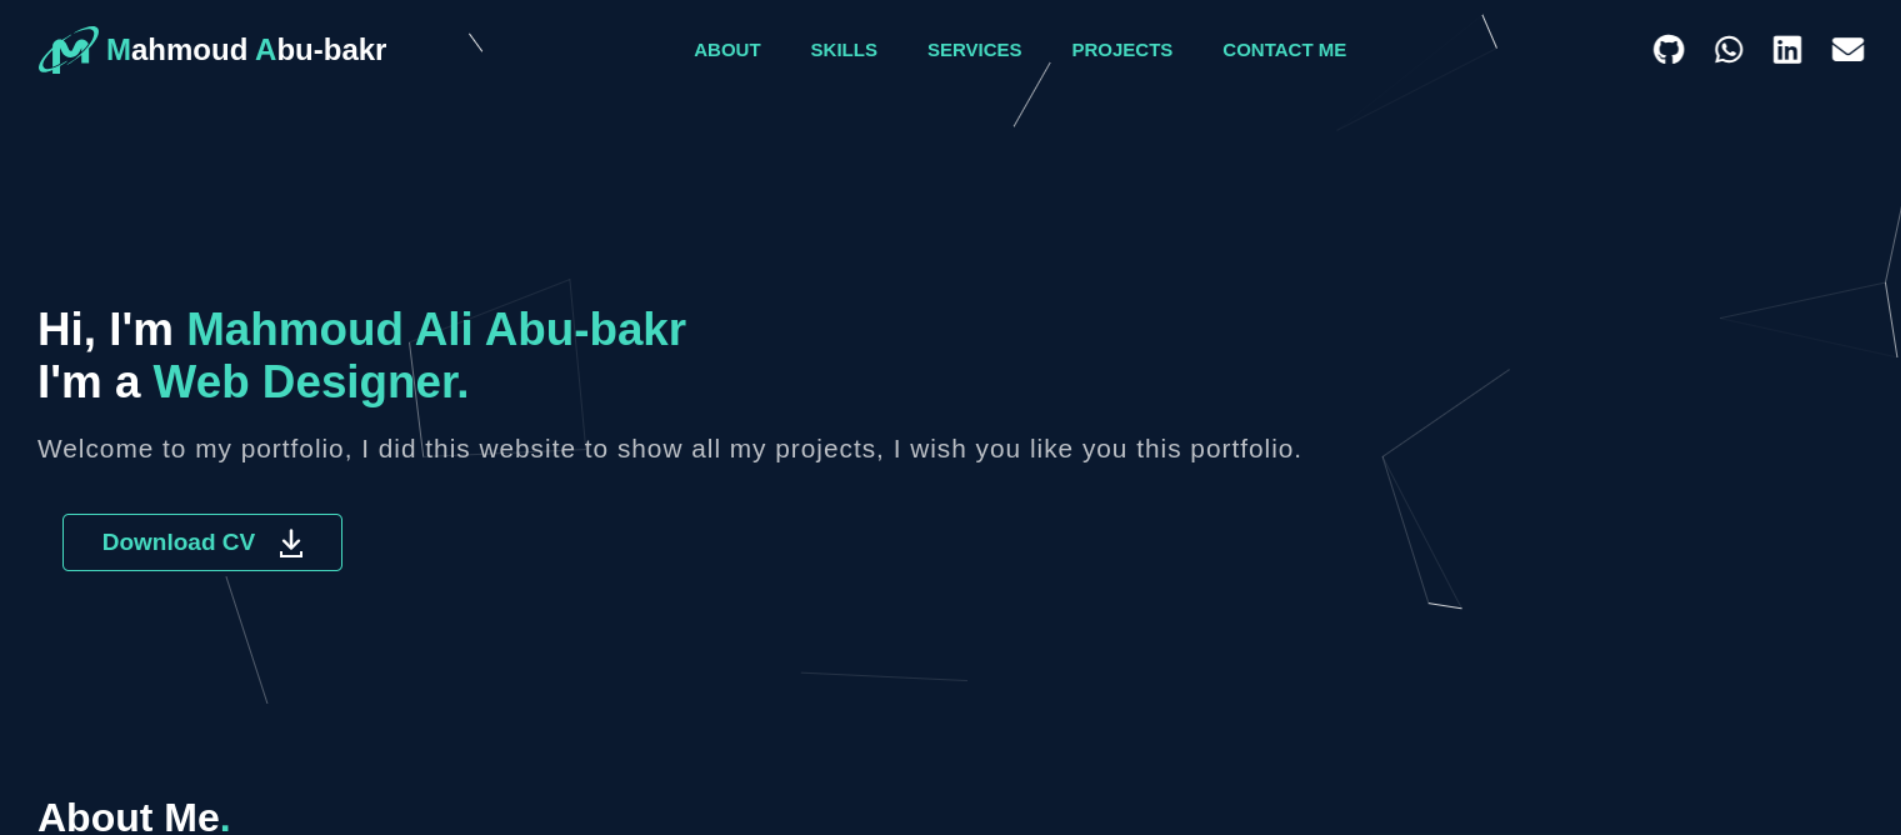 Mahmoud Abu-bakr
ABOUT SKILLS SERVICES PROJECTS CONTACT ME
Hi, I'm Mahmoud Ali Abu-bakr
I'm a Web Designer.
Welcome to my portfolio, I did this website to show all my projects, I wish you like you this portfolio.
Download CV
About Me.